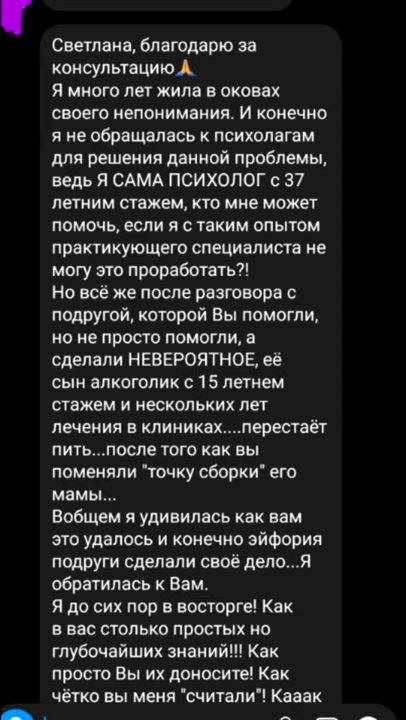 Светлана, благодарю за
консультацию🙏
Я много лет жила в оковах
своего непонимания. И конечно
я не обращалась к психолагам
для решения данной проблемы,
ведь Я САМА ПСИХОЛОГ с 37
летним стажем, кто мне может
помочь, если я с таким опытом
практикующего специалиста не
могу это проработать?!
Но всё же после разговора с
подругой, которой Вы помогли,
но не просто помогли, а
сделали НЕВЕРОЯТНОЕ, её
сын алкоголик с 15 летнем
стажем и нескольких лет
лечения в клиниках....перестаёт
пить...после того как вы
поменяли "точку сборки" его
мамы...
Вобщем я удивилась как вам
это удалось и конечно эйфория
подруги сделали своё дело...Я
обратилась к Вам.
Я до сих пор в восторге! Как
в вас столько простых но
глубочайших знаний!!! Как
просто Вы их доносите! Как
чётко вы меня "считали"! Кааак